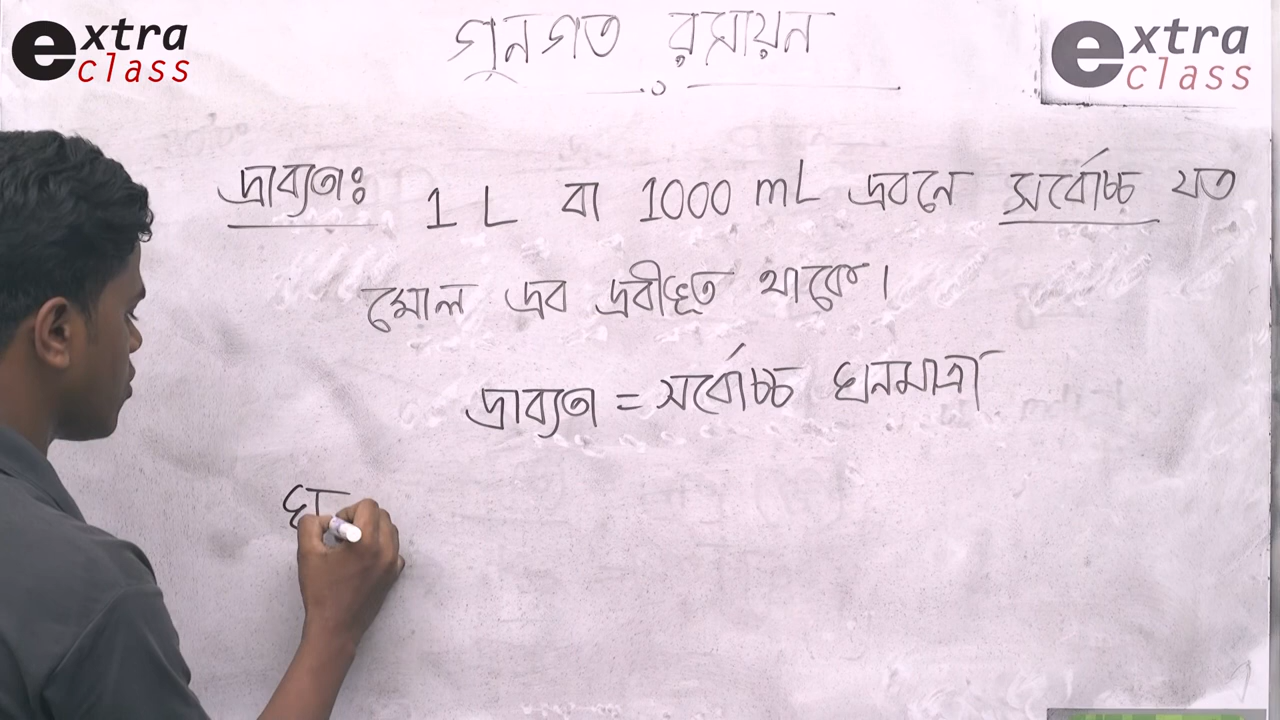 extra class
গুনগত রসায়ন
extra class
দ্রাব্যতাঃ 1 L বা 1000 mL দ্রবনে সর্বোচ্চ যত
মোল দ্রব দ্রবীভূত থাকে।
দ্রাব্যতা = সর্বোচ্চ ঘনমাত্রা
ঘ